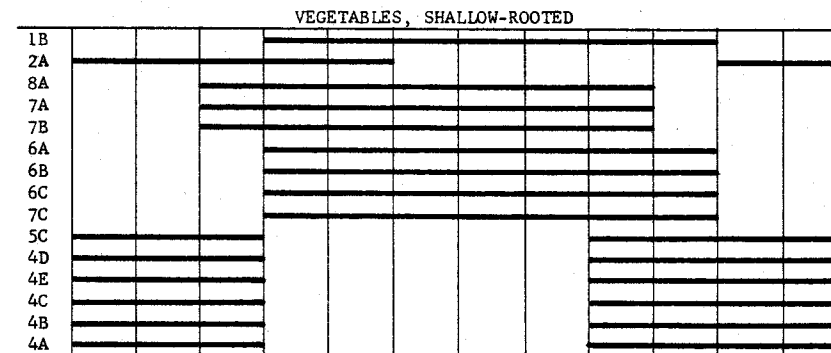 VEGETABLES, SHALLOW-ROOTED
1B
2A
8A
7A
7B
6A
6B
6C
7C
5C
4D
4E
4C
4B
4A